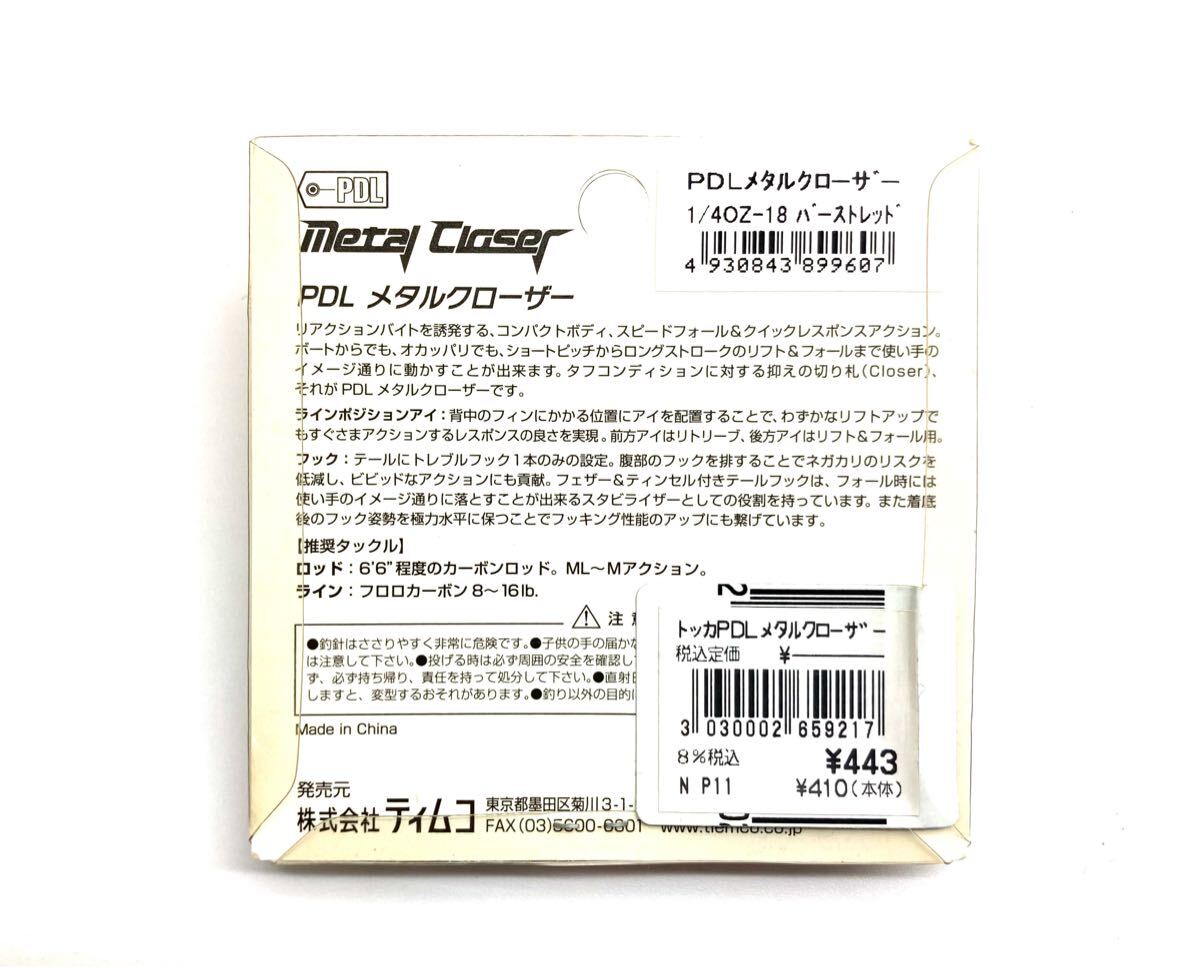 PDL
Metal Closer
PDLメタルクローザー
1/4OZ-18 バーストレッド
4 930843 899607
PDL メタルクローザー
リアクションバイトを誘発する、コンパクトボディ、スピードフォール&クイックレスポンスアクション。
ボートからでも、オカッパリでも、ショートピッチからロングストロークのリフト&フォールまで使い手の
イメージ通りに動かすことが出来ます。タフコンディションに対する抑えの切り札(Closer)、
それがPDLメタルクローザーです。
ラインポジションアイ:背中のフィンにかかる位置にアイを配置することで、わずかなリフトアップで
もすぐさまアクションするレスポンスの良さを実現。前方アイはリトリーブ、後方アイはリフト&フォール用。
フック:テールにトレブルフック1本のみの設定。腹部のフックを排することでネガカリのリスクを
低減し、ビビッドなアクションにも貢献。フェザー&ティンセル付きテールフックは、フォール時には
使い手のイメージ通りに落とすことが出来るスタビライザーとしての役割を持っています。また着底
後のフック姿勢を極力水平に保つことでフッキング性能のアップにも繋げています。
【推奨タックル】
ロッド:6'6"程度のカーボンロッド。ML〜Mアクション。
ライン:フロロカーボン8〜16lb.
注意
●釣針はささりやすく非常に危険です。●子供の手の届かな
は注意して下さい。●投げる時は必ず周囲の安全を確認して
ず、必ず持ち帰り、責任を持って処分して下さい。●直射日
しますと、変型するおそれがあります。●釣り以外の目的に
Made in China
発売元
株式会社ティムコ
東京都墨田区菊川3-1-
FAX(03)5600-6301 www.tiemco.co.jp
2
トッカPDLメタルクローザー
税込定価 ¥―
3 030002 659217
8%税込 ¥443
N P11 ¥410(本体)